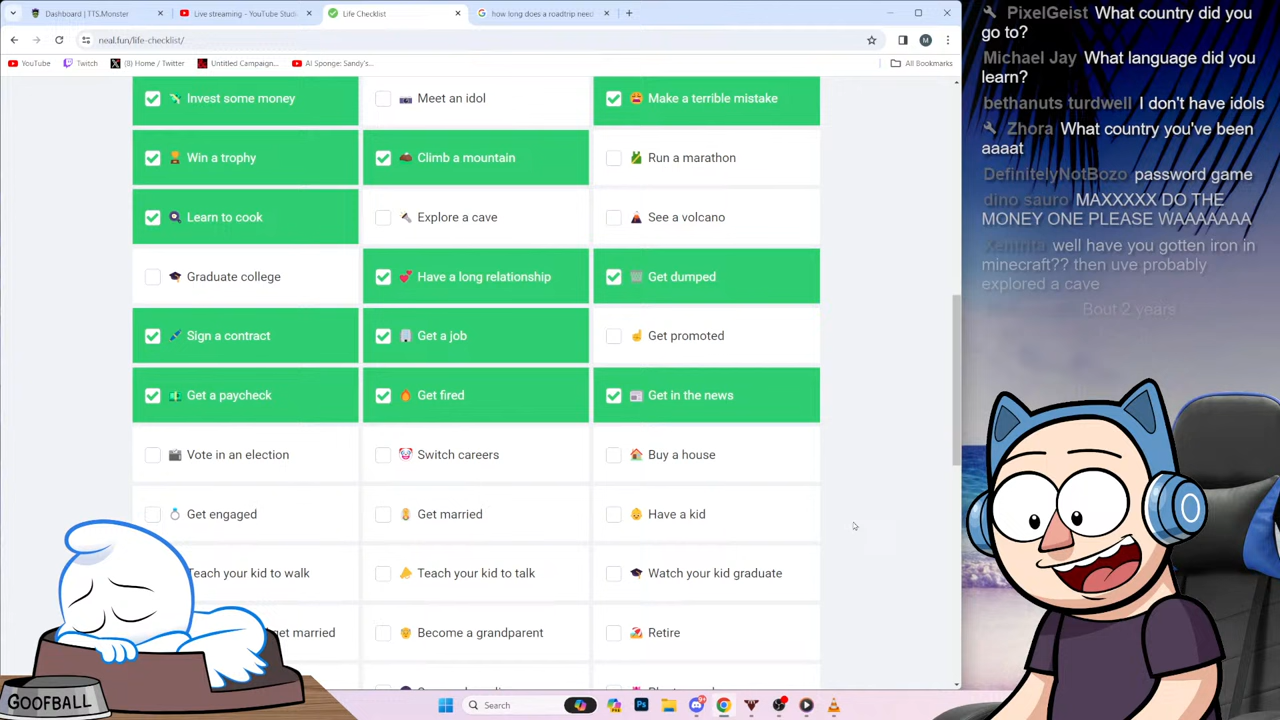 Dashboard | TTS.Monster
Live streaming - YouTube Studi
Life Checklist
how long does a roadtrip need
neal.fun/life-checklist/
M
YouTube
Twitch
(8) Home / Twitter
Untitled Campaign...
AI Sponge: Sandy's...
All Bookmarks
Invest some money
Meet an idol
Make a terrible mistake
Win a trophy
Climb a mountain
Run a marathon
Learn to cook
Explore a cave
See a volcano
Graduate college
Have a long relationship
Get dumped
Sign a contract
Get a job
Get promoted
Get a paycheck
Get fired
Get in the news
Vote in an election
Switch careers
Buy a house
Get engaged
Get married
Have a kid
Teach your kid to walk
Teach your kid to talk
Watch your kid graduate
get married
Become a grandparent
Retire
GOOFBALL
Search
PixelGeist What country did you
go to?
Michael Jay What language did you
learn?
bethanuts turdwell I don't have idols
Zhora What country you've been
aaaat
DefinitelyNotBozo password game
dino sauro MAXXXXX DO THE
MONEY ONE PLEASE WAAAAAAA
Xentrita well have you gotten iron in
minecraft?? then uve probably
explored a cave
Bout 2 years